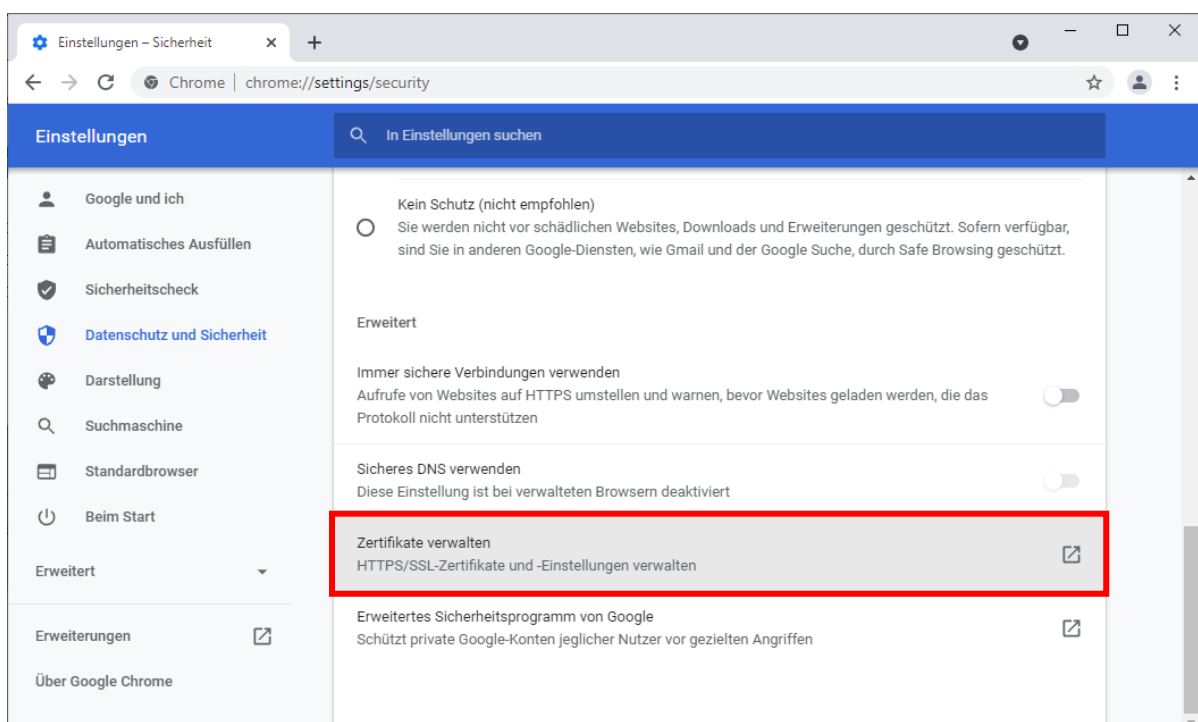 Einstellungen – Sicherheit
Chrome | chrome://settings/security
Einstellungen
In Einstellungen suchen
Google und ich
Automatisches Ausfüllen
Sicherheitscheck
Datenschutz und Sicherheit
Darstellung
Suchmaschine
Standardbrowser
Beim Start
Erweitert
Erweiterungen
Über Google Chrome
Kein Schutz (nicht empfohlen)
Sie werden nicht vor schädlichen Websites, Downloads und Erweiterungen geschützt. Sofern verfügbar,
sind Sie in anderen Google-Diensten, wie Gmail und der Google Suche, durch Safe Browsing geschützt.
Erweitert
Immer sichere Verbindungen verwenden
Aufrufe von Websites auf HTTPS umstellen und warnen, bevor Websites geladen werden, die das
Protokoll nicht unterstützen
Sicheres DNS verwenden
Diese Einstellung ist bei verwalteten Browsern deaktiviert
Zertifikate verwalten
HTTPS/SSL-Zertifikate und -Einstellungen verwalten
Erweitertes Sicherheitsprogramm von Google
Schützt private Google-Konten jeglicher Nutzer vor gezielten Angriffen